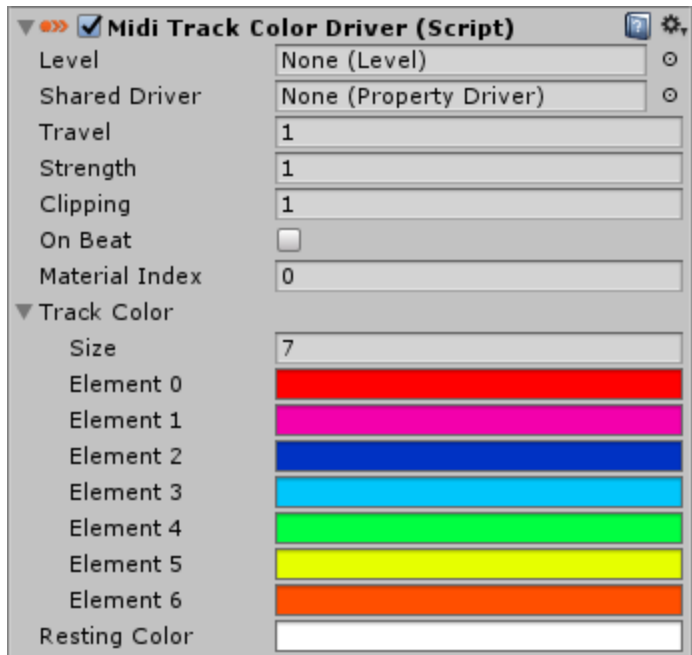 Midi Track Color Driver (Script)
Level None (Level)
Shared Driver None (Property Driver)
Travel 1
Strength 1
Clipping 1
On Beat
Material Index 0
Track Color
Size 7
Element 0
Element 1
Element 2
Element 3
Element 4
Element 5
Element 6
Resting Color